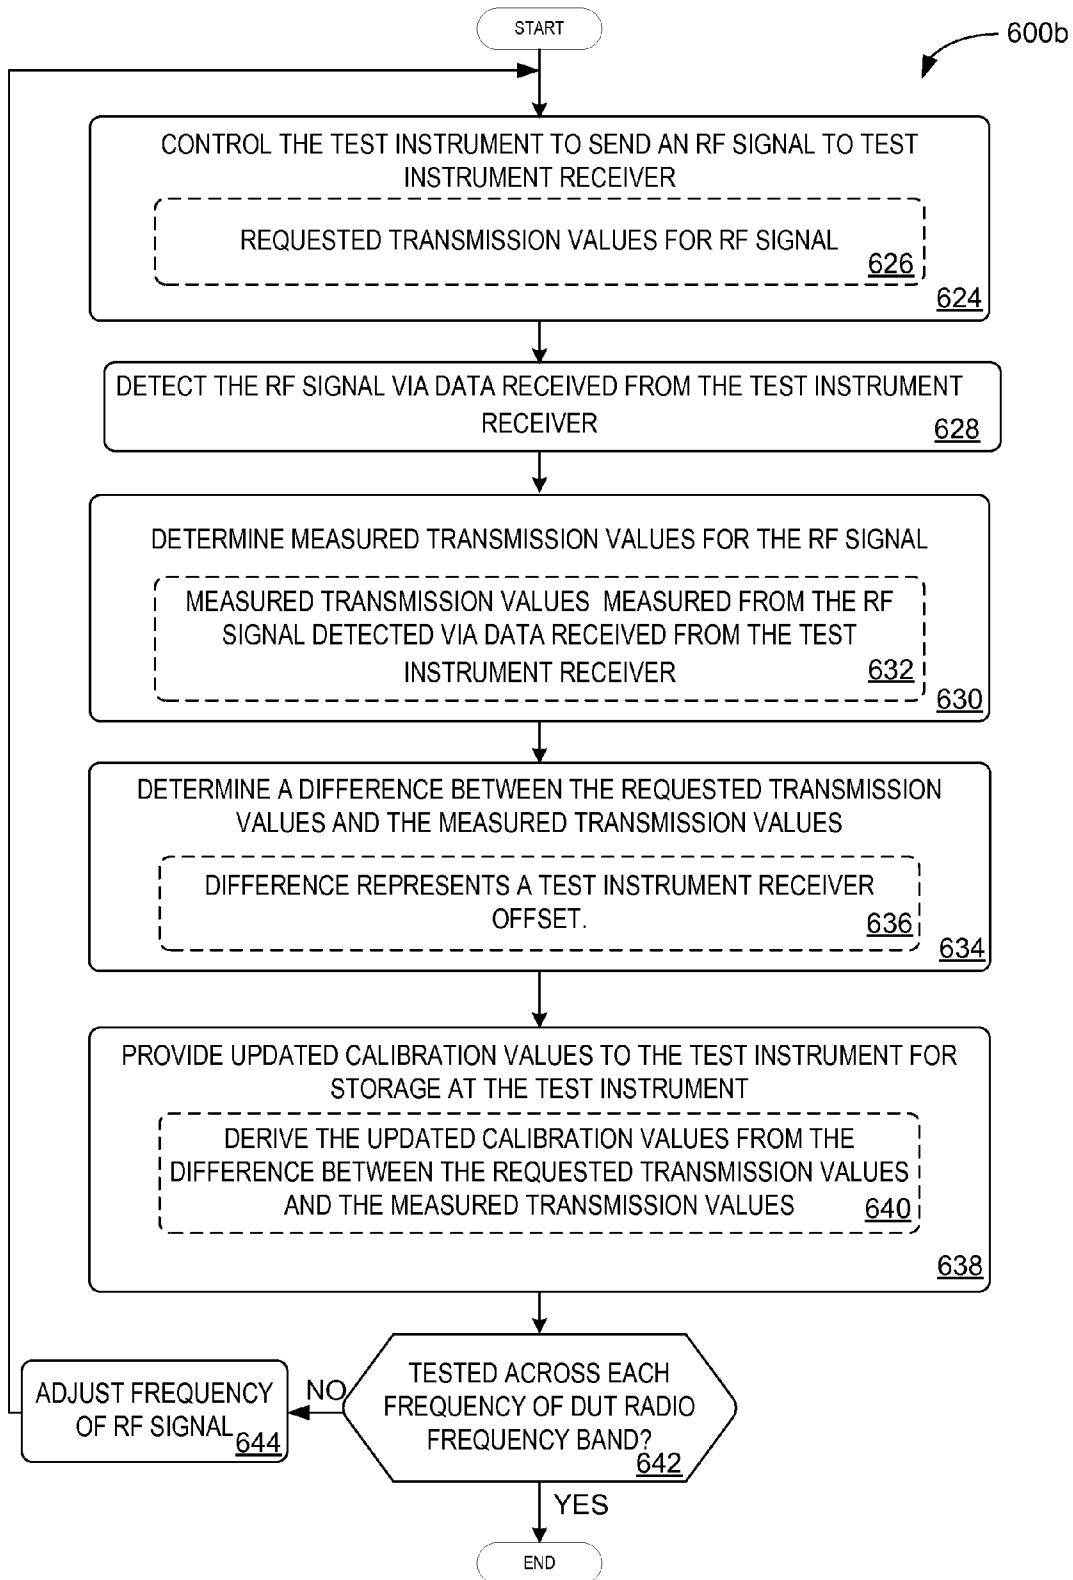 START
600b
CONTROL THE TEST INSTRUMENT TO SEND AN RF SIGNAL TO TEST
INSTRUMENT RECEIVER
REQUESTED TRANSMISSION VALUES FOR RF SIGNAL
626
624
DETECT THE RF SIGNAL VIA DATA RECEIVED FROM THE TEST INSTRUMENT
RECEIVER
628
DETERMINE MEASURED TRANSMISSION VALUES FOR THE RF SIGNAL
MEASURED TRANSMISSION VALUES MEASURED FROM THE RF
SIGNAL DETECTED VIA DATA RECEIVED FROM THE TEST
INSTRUMENT RECEIVER
632
630
DETERMINE A DIFFERENCE BETWEEN THE REQUESTED TRANSMISSION
VALUES AND THE MEASURED TRANSMISSION VALUES
DIFFERENCE REPRESENTS A TEST INSTRUMENT RECEIVER
OFFSET.
636
634
PROVIDE UPDATED CALIBRATION VALUES TO THE TEST INSTRUMENT FOR
STORAGE AT THE TEST INSTRUMENT
DERIVE THE UPDATED CALIBRATION VALUES FROM THE
DIFFERENCE BETWEEN THE REQUESTED TRANSMISSION VALUES
AND THE MEASURED TRANSMISSION VALUES
640
638
TESTED ACROSS EACH
FREQUENCY OF DUT RADIO
FREQUENCY BAND?
642
NO
ADJUST FREQUENCY
OF RF SIGNAL
644
YES
END